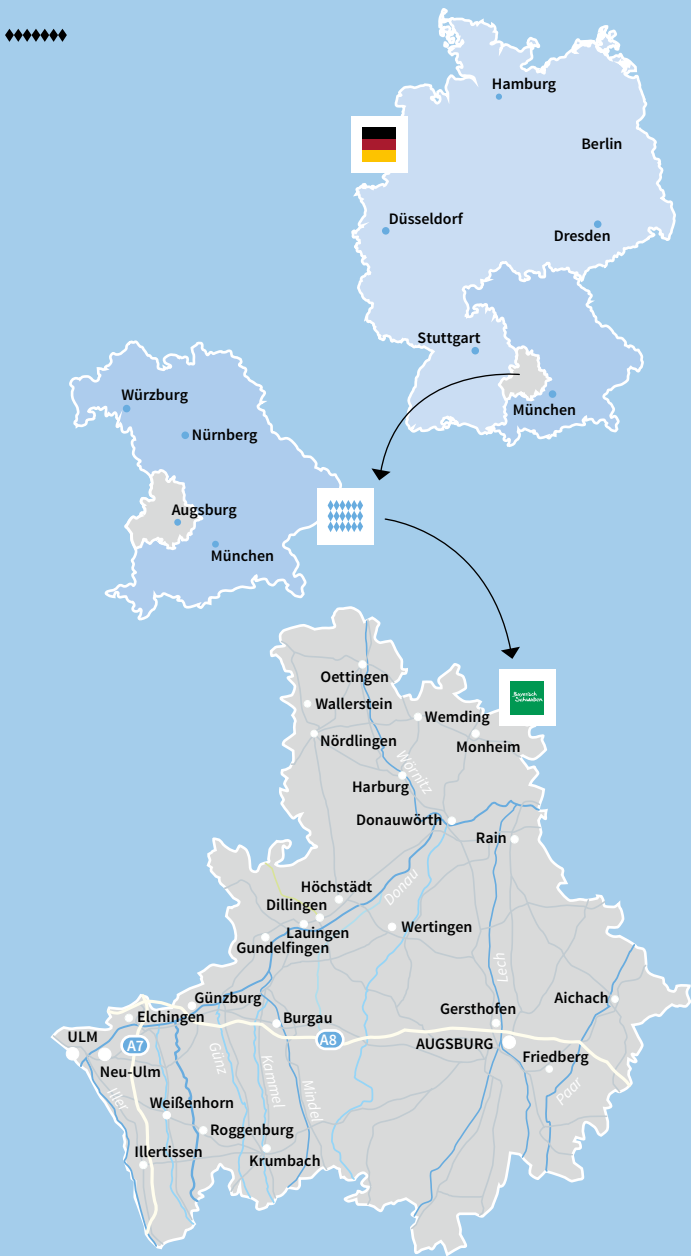 Hamburg
Berlin
Düsseldorf
Dresden
Stuttgart
München
Würzburg
Nürnberg
Augsburg
München
Bayerisch
Schwaben
Oettingen
Wallerstein
Wemding
Nördlingen
Monheim
Wörnitz
Harburg
Donauwörth
Rain
Höchstädt
Donau
Dillingen
Lauingen
Wertingen
Gundelfingen
Lech
Günzburg
Aichach
Elchingen
Burgau
Gersthofen
ULM
A7
A8
AUGSBURG
Neu-Ulm
Günz
Kammel
Mindel
Friedberg
Iller
Paar
Weißenhorn
Roggenburg
Illertissen
Krumbach